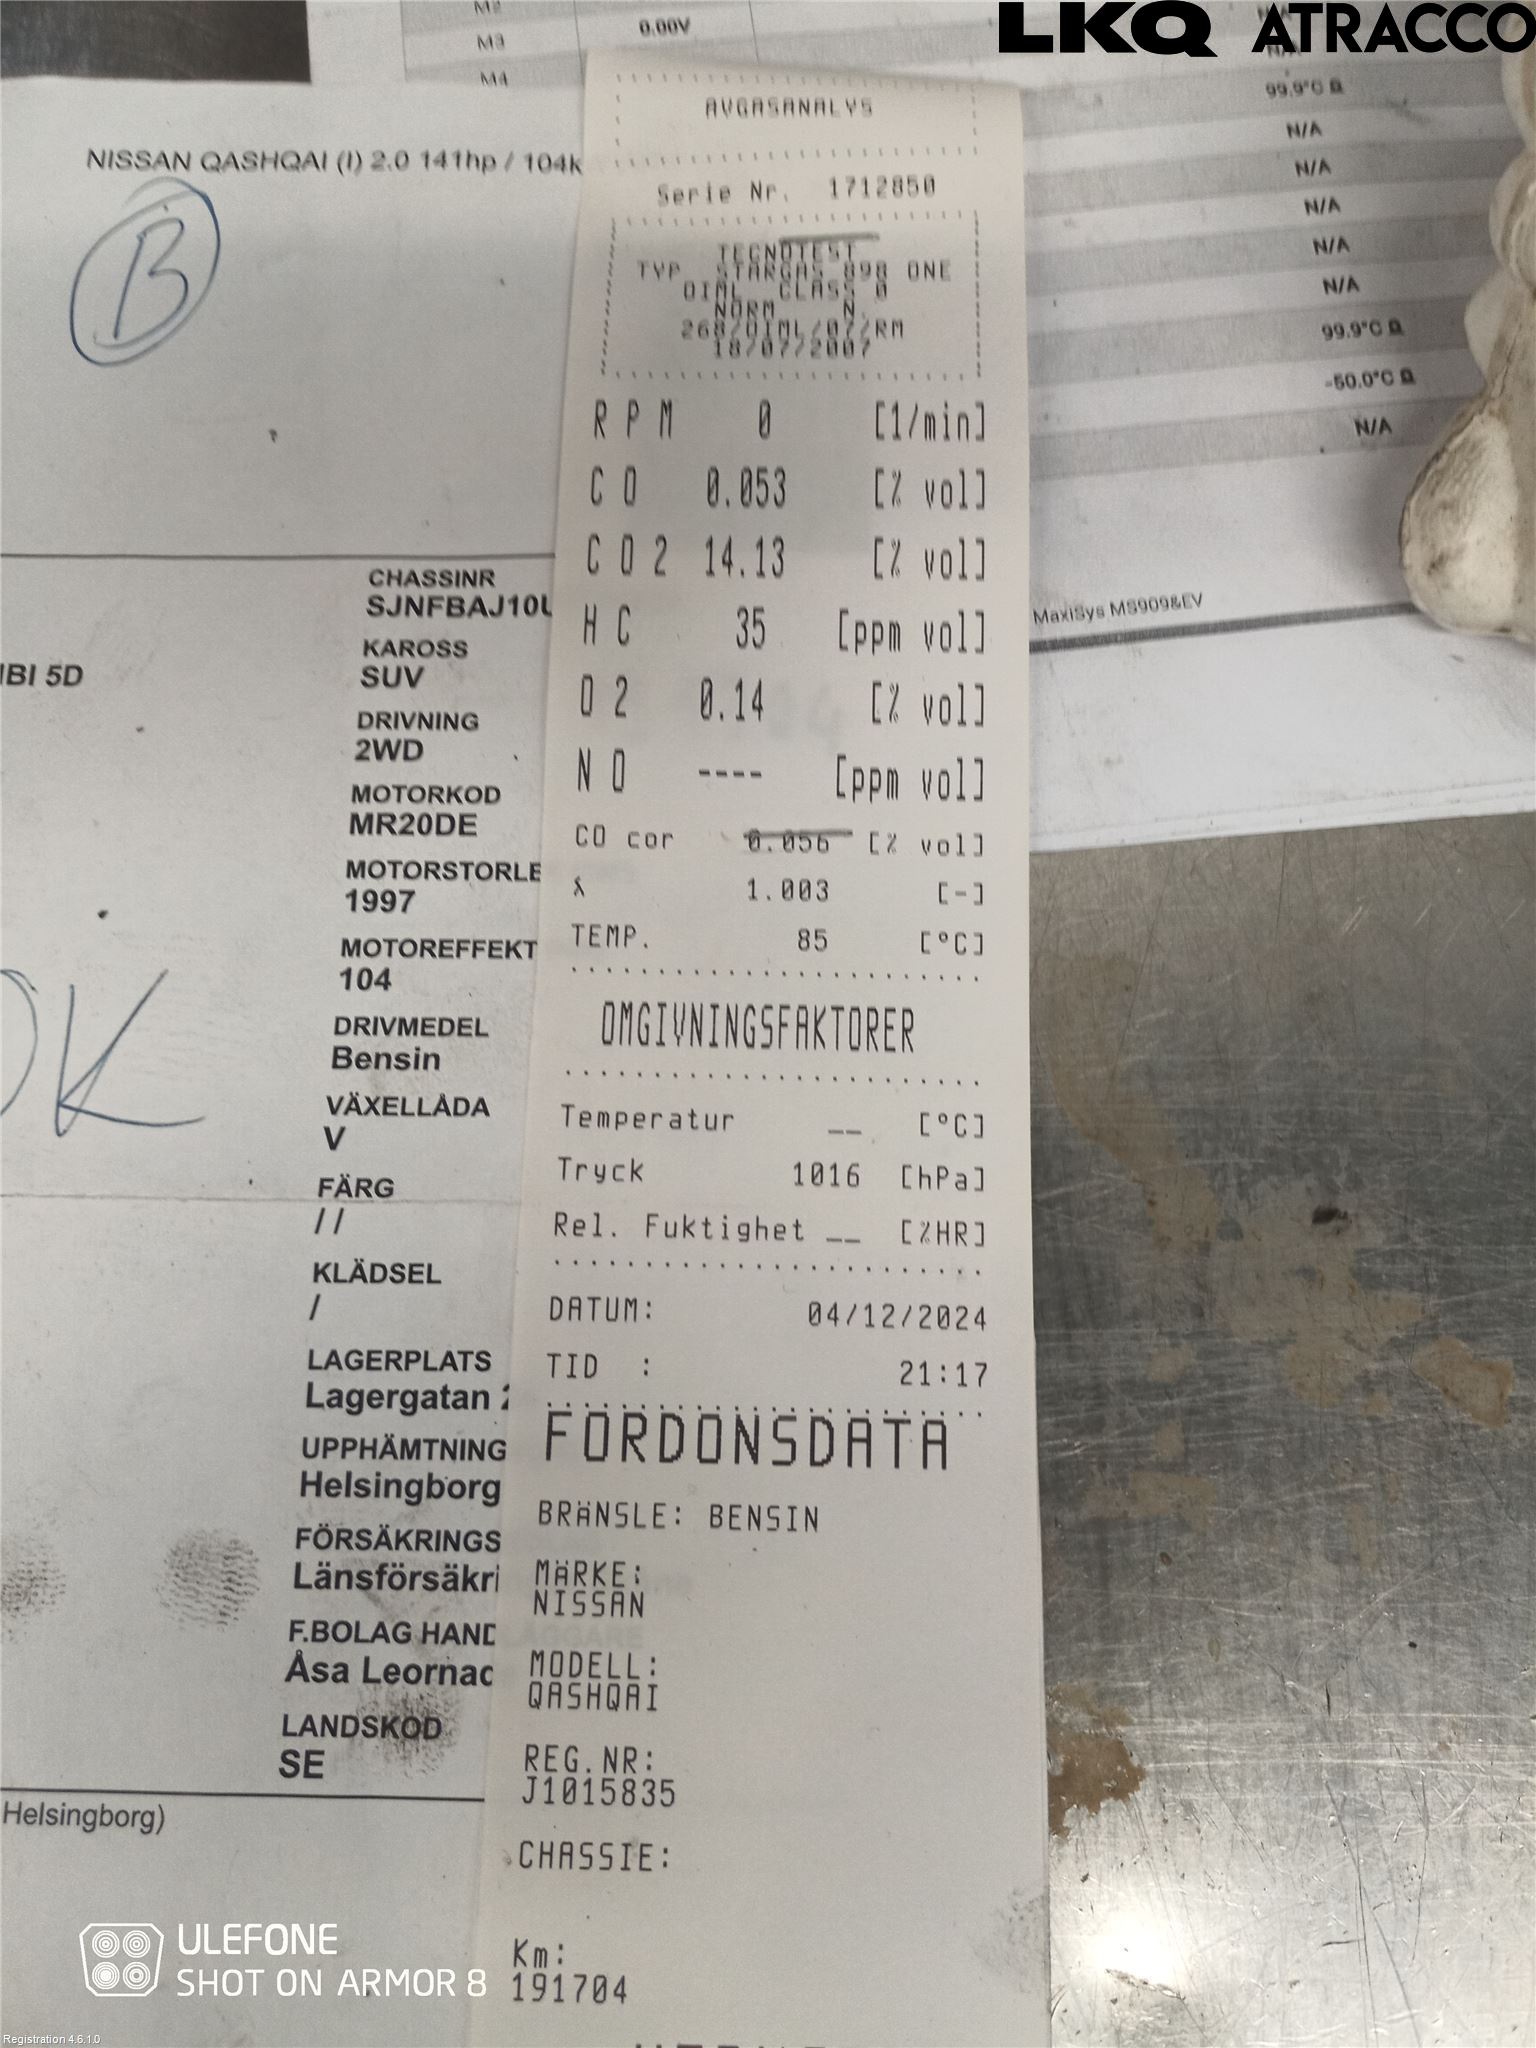 LKQ ATRACCO
M2
M3 0.00V
M4
N/A
99.9°C
N/A
N/A
N/A
N/A
N/A
99.9°C
-50.0°C
N/A
MaxiSys MS909&EV
NISSAN QASHQAI (I) 2.0 141hp / 104k
B
IBI 5D
OK
CHASSINR
SJNFBAJ10U
KAROSS
SUV
DRIVNING
2WD
MOTORKOD
MR20DE
MOTORSTORLE
1997
MOTOREFFEKT
104
DRIVMEDEL
Bensin
VÄXELLÅDA
V
FÄRG
/ /
KLÄDSEL
/
LAGERPLATS
Lagergatan 2
UPPHÄMTNING
Helsingborg
FÖRSÄKRINGS
Länsförsäkri
F.BOLAG HAND
Åsa Leornad
LANDSKOD
SE
Helsingborg)
AVGASANALYS
Serie Nr. 1712850
TECNOTEST
TYP STARGAS 898 ONE
OIML CLASS 0
NORM N.
268/OIML/07/RM
18/07/2007
RPM 0 [1/min]
CO 0.053 [% vol]
CO2 14.13 [% vol]
HC 35 [ppm vol]
O2 0.14 [% vol]
NO ---- [ppm vol]
CO cor 0.056 [% vol]
λ 1.003 [-]
TEMP. 85 [°C]
OMGIVNINGSFAKTORER
Temperatur __ [°C]
Tryck 1016 [hPa]
Rel. Fuktighet __ [%HR]
DATUM: 04/12/2024
TID : 21:17
FORDONSDATA
BRÄNSLE: BENSIN
MÄRKE:
NISSAN
MODELL:
QASHQAI
REG.NR:
J1015835
CHASSIE:
Km:
191704
ULEFONE
SHOT ON ARMOR 8
Registration 4.6.1.0